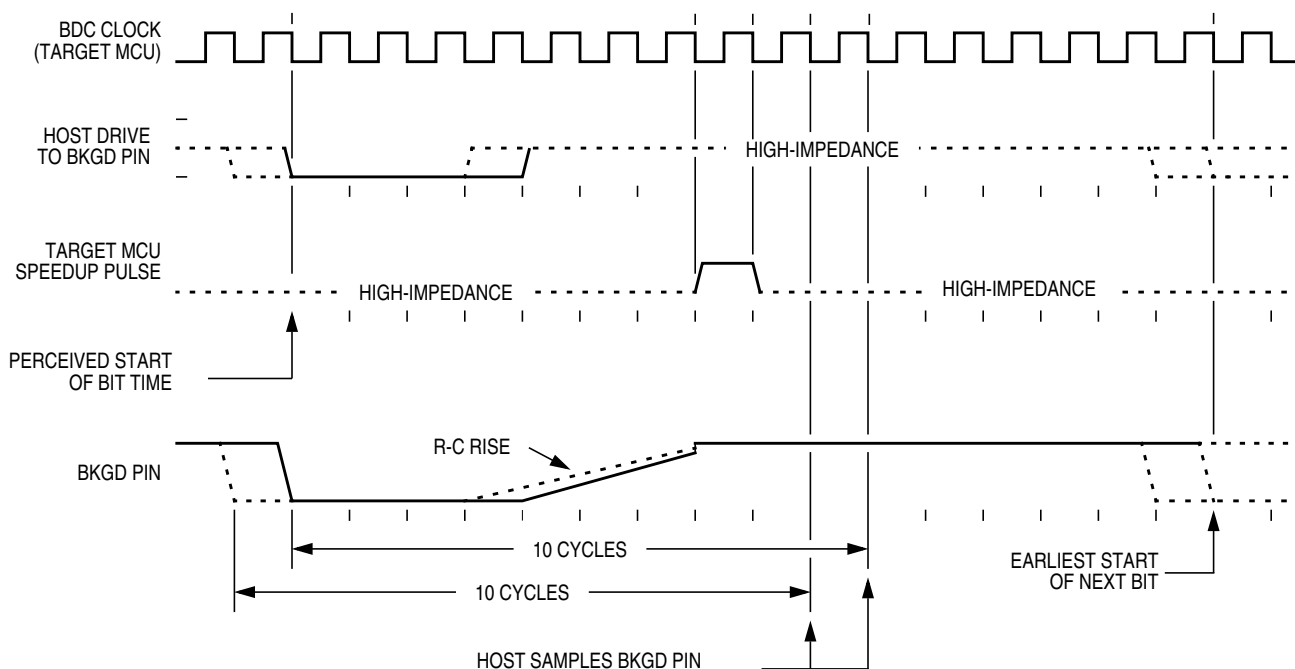 BDC CLOCK
(TARGET MCU)
HOST DRIVE
TO BKGD PIN
HIGH-IMPEDANCE
TARGET MCU
SPEEDUP PULSE
HIGH-IMPEDANCE
HIGH-IMPEDANCE
PERCEIVED START
OF BIT TIME
R-C RISE
BKGD PIN
10 CYCLES
EARLIEST START
OF NEXT BIT
10 CYCLES
HOST SAMPLES BKGD PIN